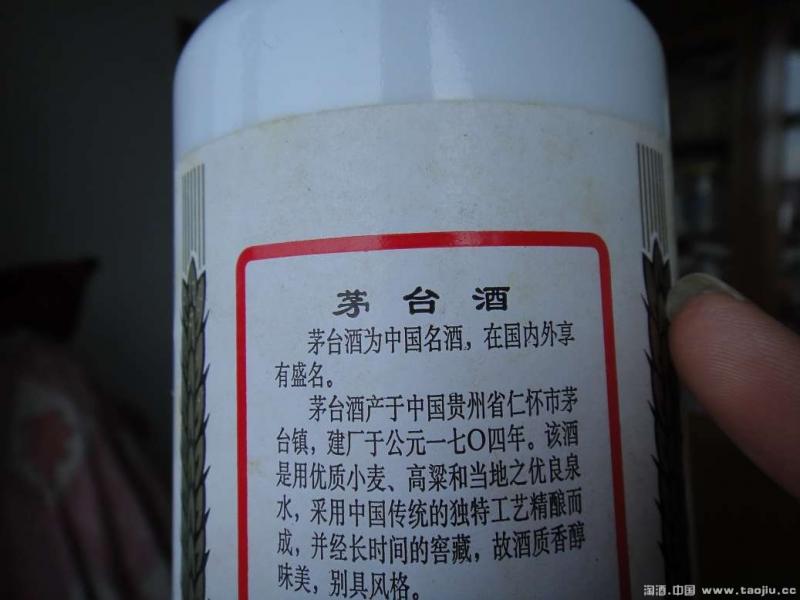 茅台酒
茅台酒为中国名酒，在国内外享
有盛名。
茅台酒产于中国贵州省仁怀市茅
台镇，建厂于公元一七〇四年。该酒
是用优质小麦、高粱和当地之优良泉
水，采用中国传统的独特工艺精酿而
成，并经长时间的窖藏，故酒质香醇
味美，别具风格。
淘酒.中国 www.taojiu.cc